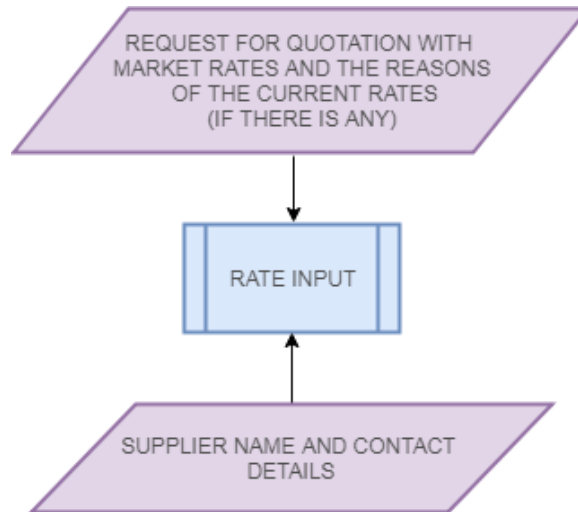 REQUEST FOR QUOTATION WITH
MARKET RATES AND THE REASONS
OF THE CURRENT RATES
(IF THERE IS ANY)
RATE INPUT
SUPPLIER NAME AND CONTACT
DETAILS